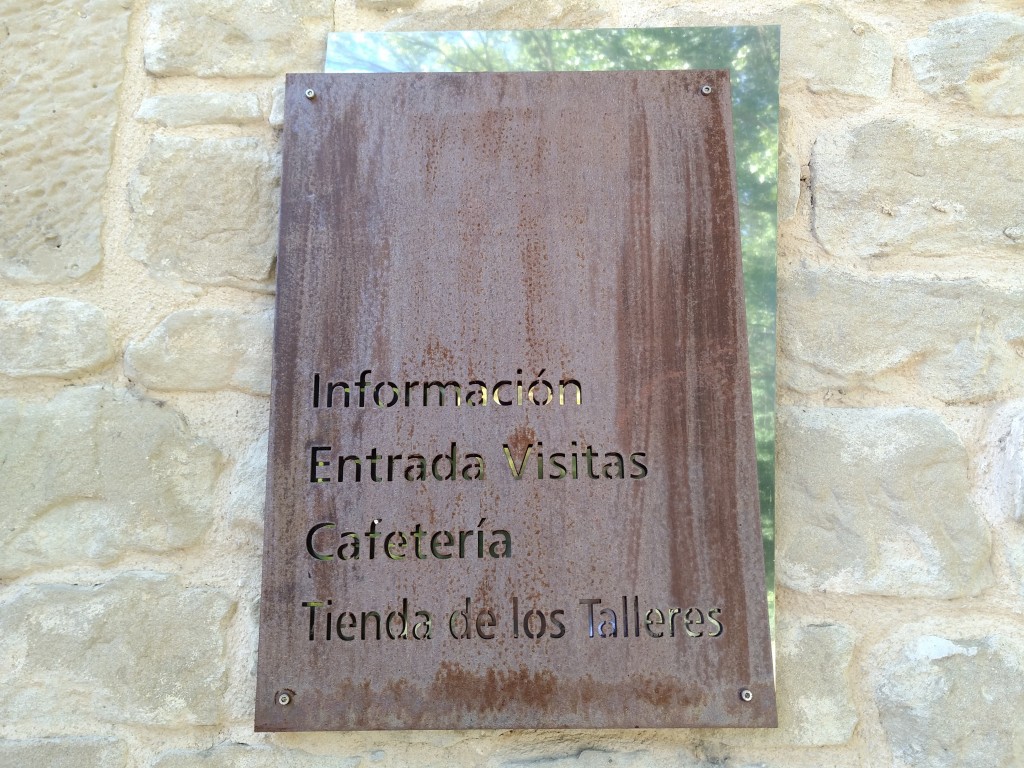 Información
Entrada Visitas
Cafetería
Tienda de los Talleres